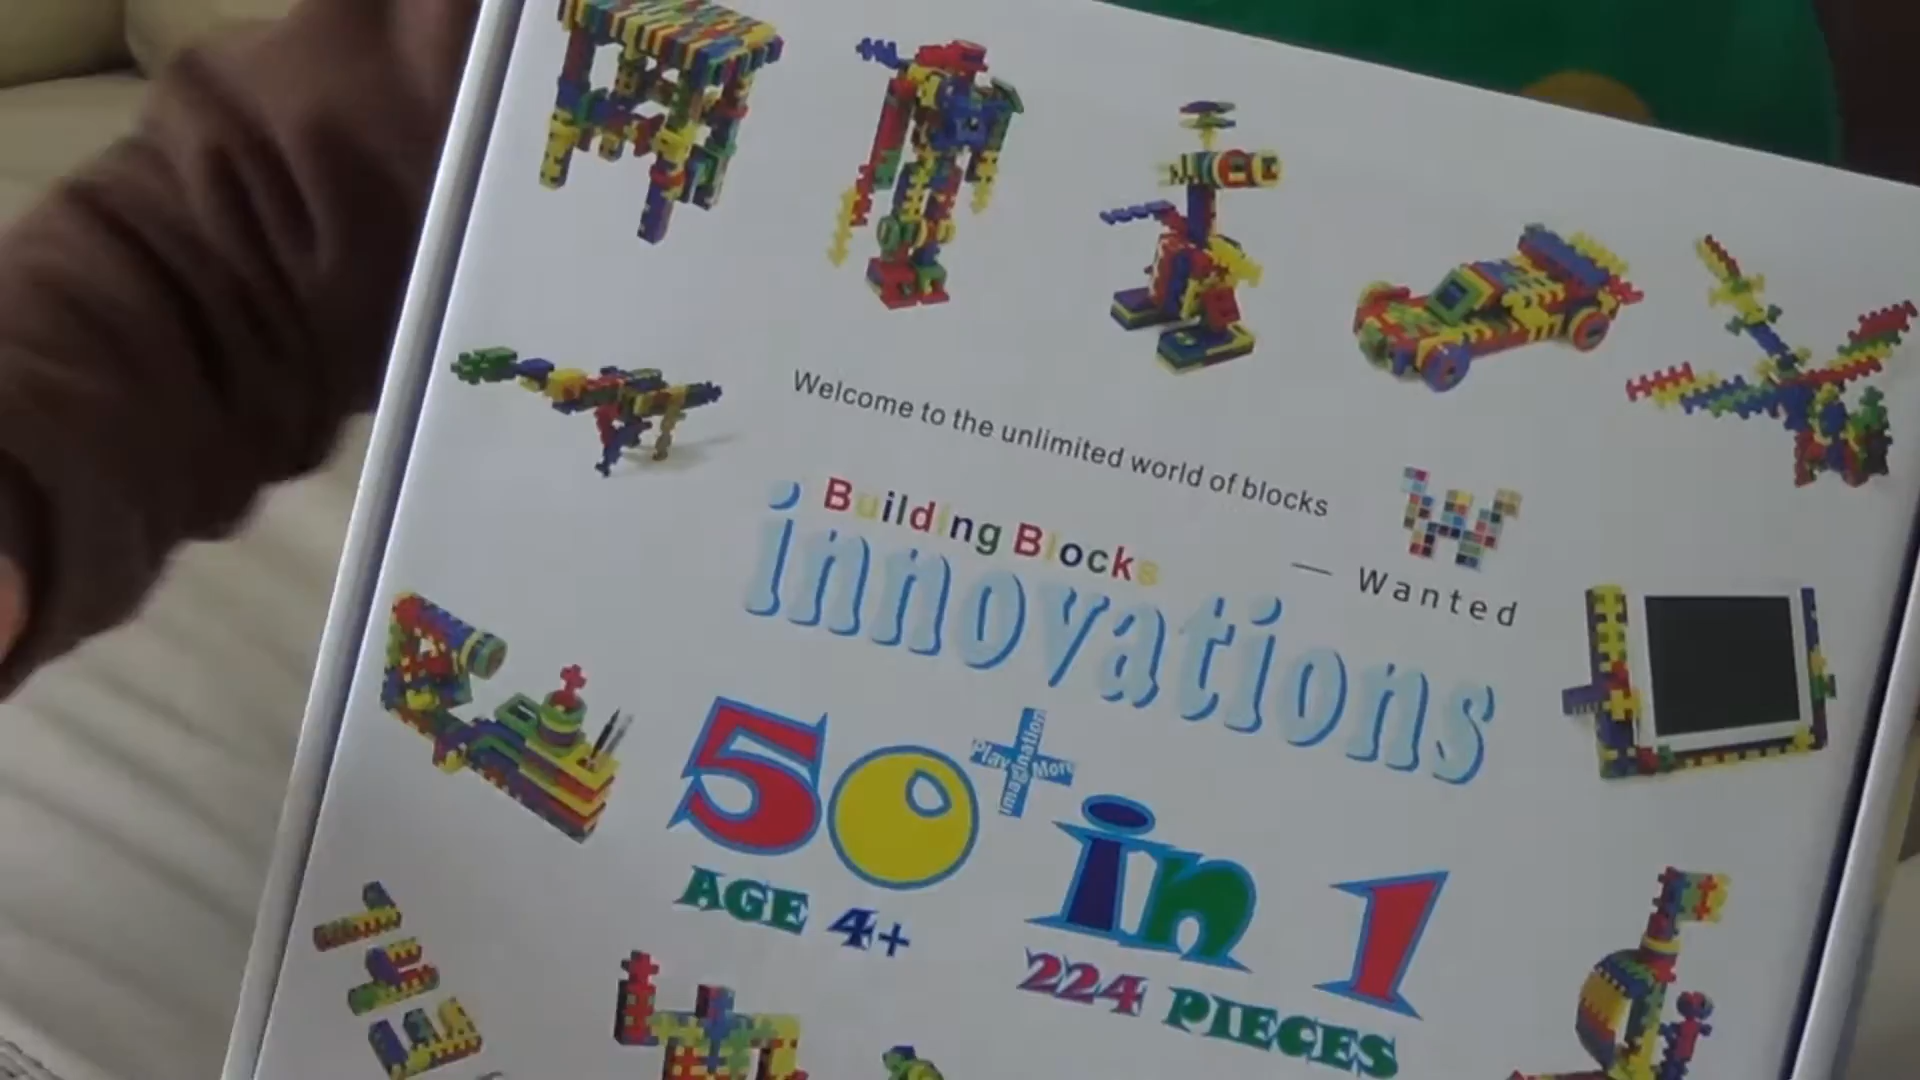 Welcome to the unlimited world of blocks
W
— Wanted
Building Blocks
innovations
50+ in 1
Play More
Imagination
AGE 4+
224 PIECES